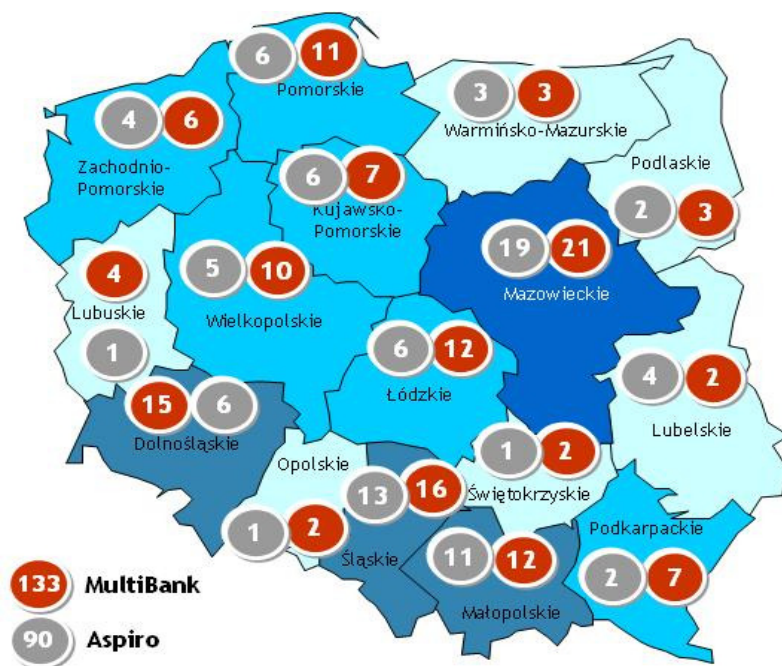 6 11
Pomorskie
3 3
Warmińsko-Mazurskie
4 6
Zachodnio-
Pomorskie
Podlaskie
2 3
6 7
Kujawsko-
Pomorskie
19 21
Mazowieckie
5 10
Wielkopolskie
4
Lubuskie
1
6 12
Łódzkie
4 2
Lubelskie
15 6
Dolnośląskie
1 2
Świętokrzyskie
Opolskie
1 2
13 16
Śląskie
11 12
Małopolskie
Podkarpackie
2 7
133 MultiBank
90 Aspiro